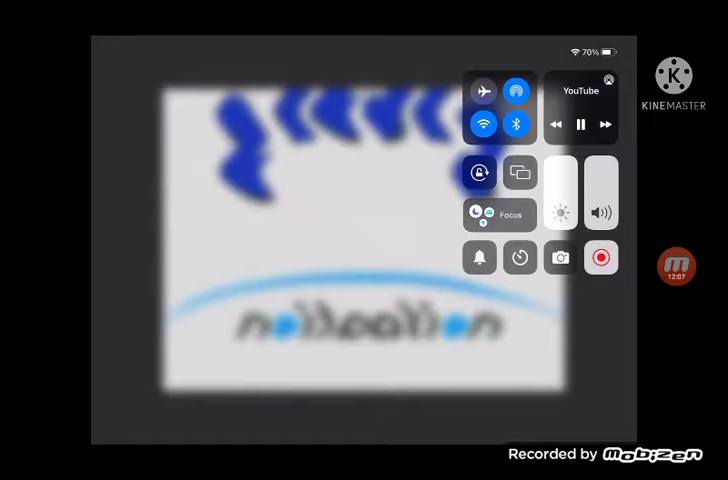 70%
YouTube
KINEMASTER
Focus
12:07
Recorded by mobizen